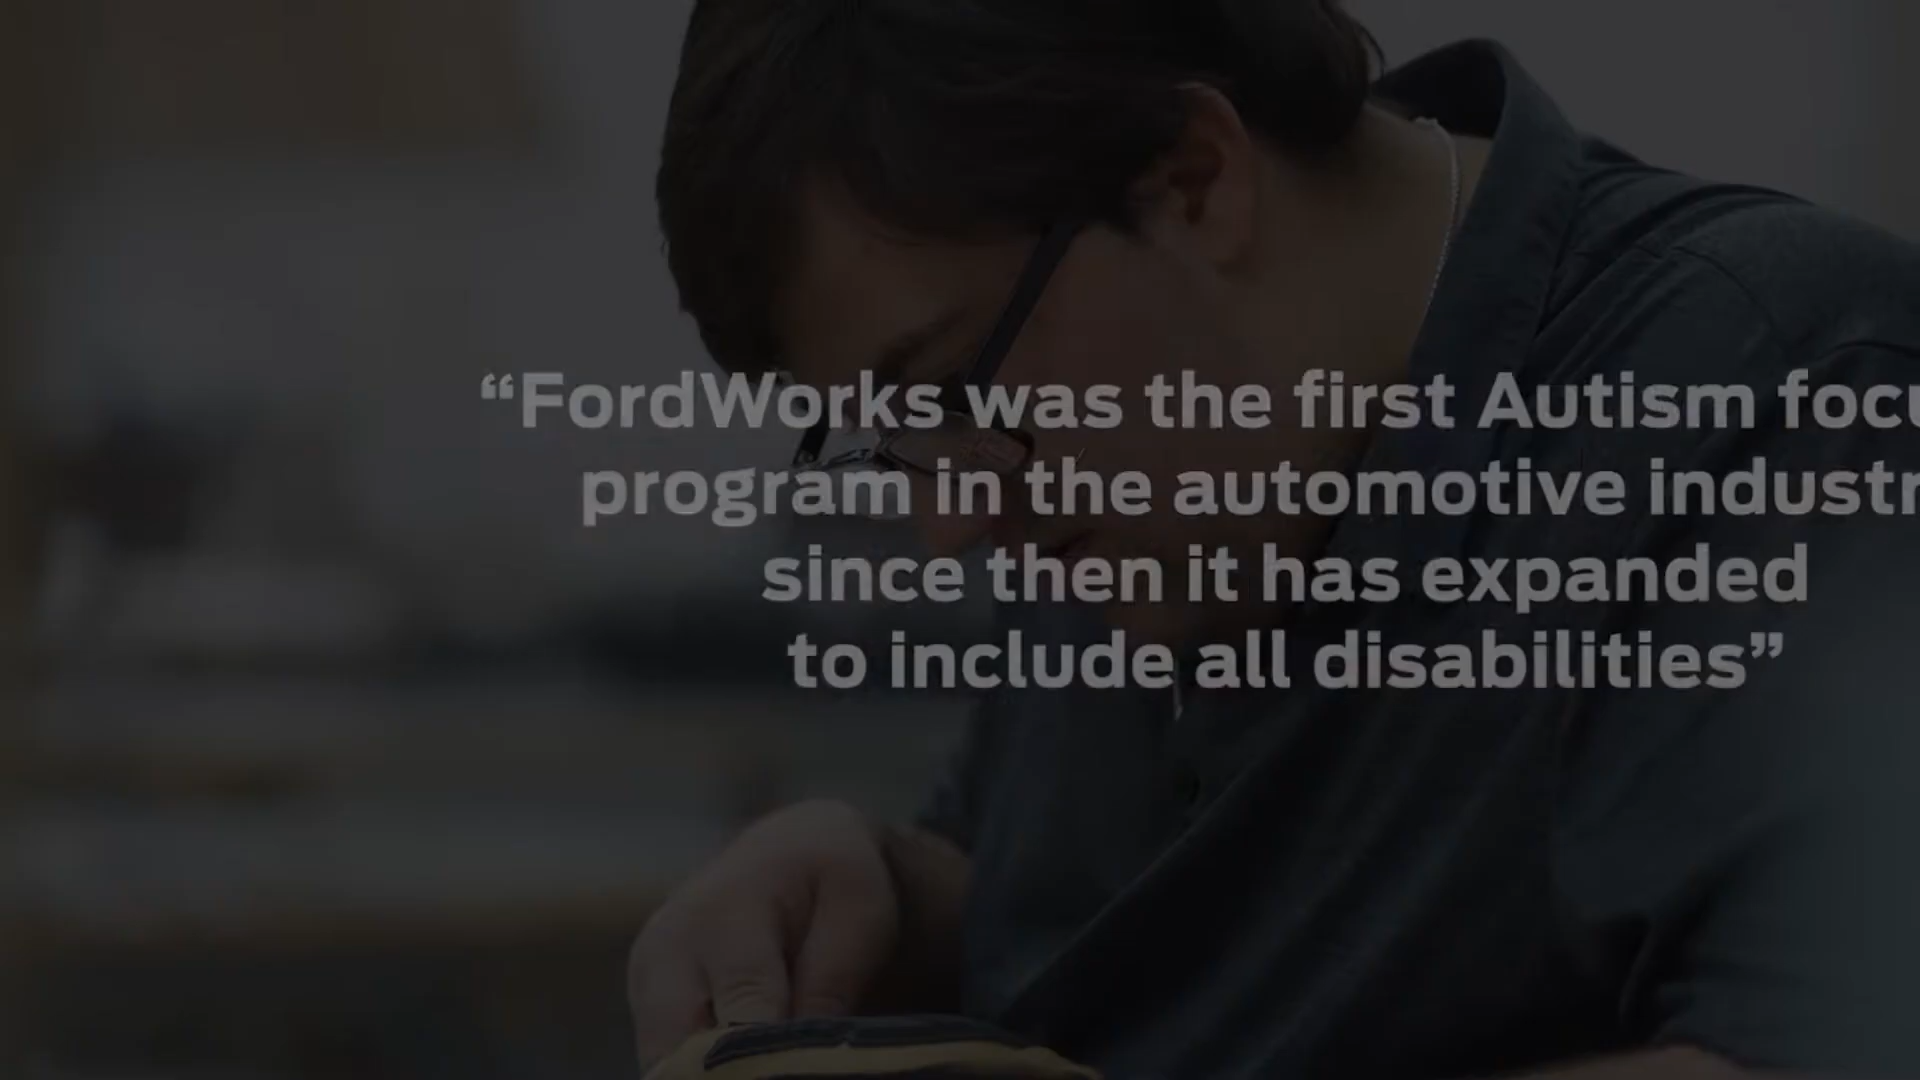 “FordWorks was the first Autism focu
program in the automotive industr
since then it has expanded
to include all disabilities”